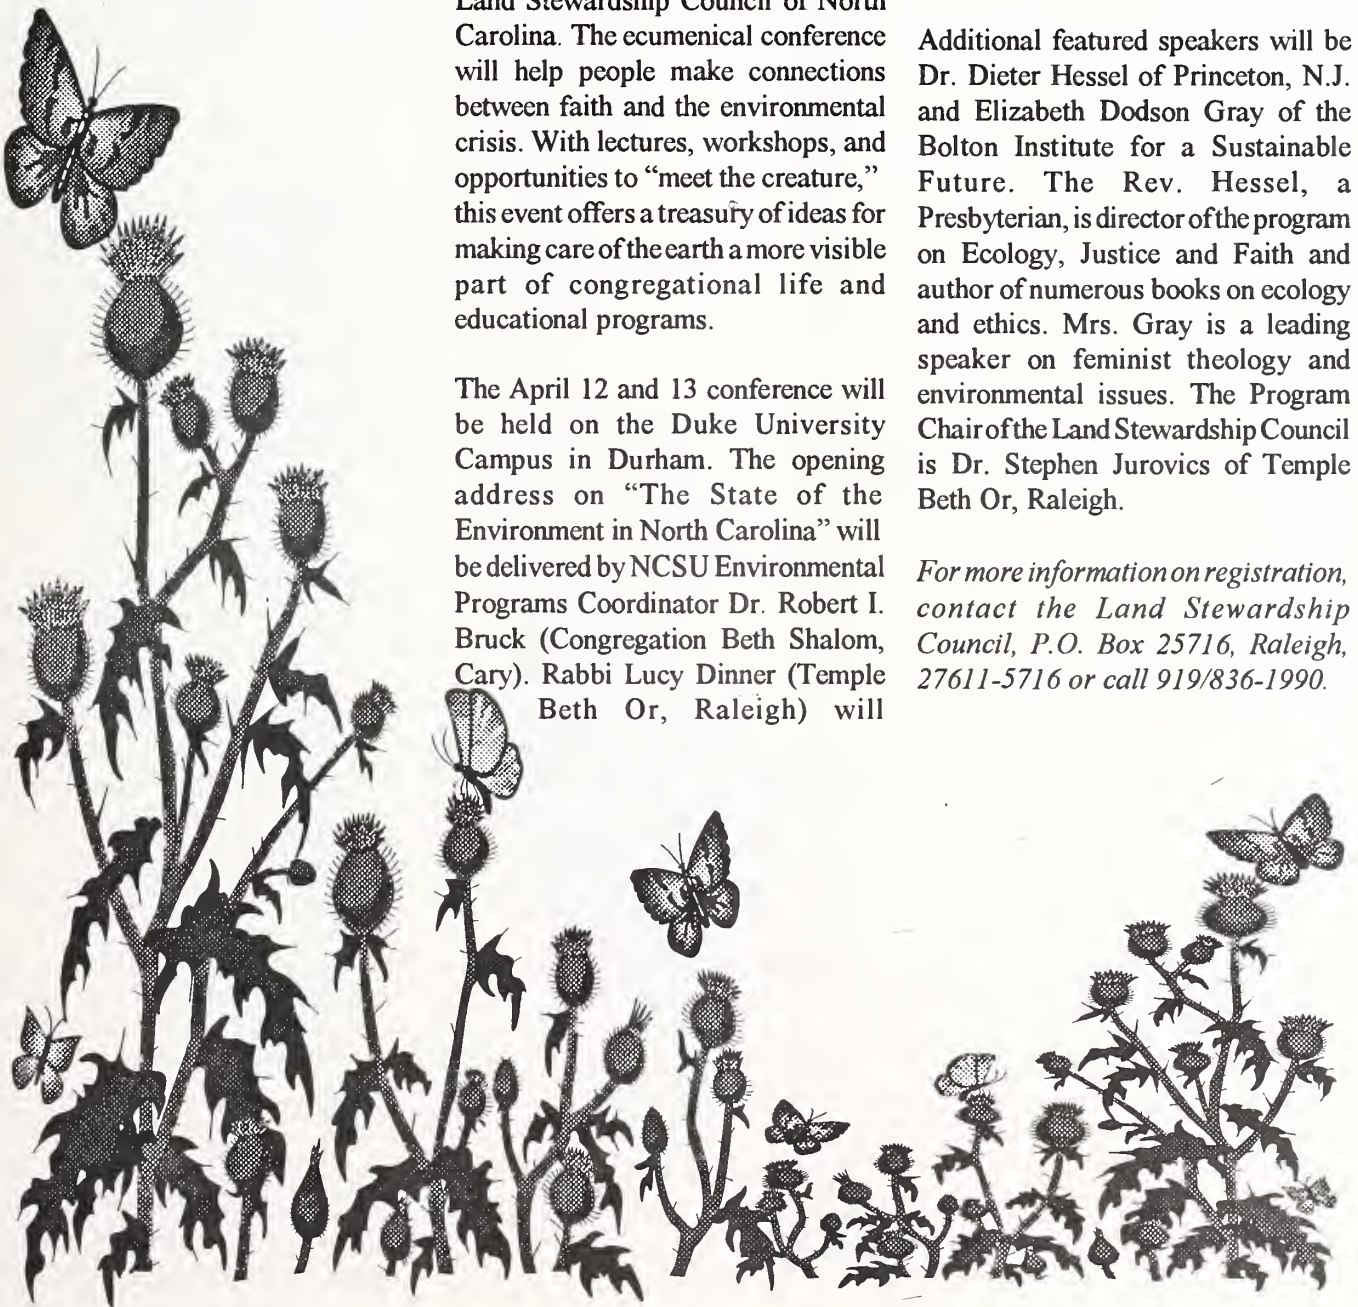 Land Stewardship Council of North
Carolina. The ecumenical conference
will help people make connections
between faith and the environmental
crisis. With lectures, workshops, and
opportunities to “meet the creature,”
this event offers a treasury of ideas for
making care of the earth a more visible
part of congregational life and
educational programs.
The April 12 and 13 conference will
be held on the Duke University
Campus in Durham. The opening
address on “The State of the
Environment in North Carolina” will
be delivered by NCSU Environmental
Programs Coordinator Dr. Robert I.
Bruck (Congregation Beth Shalom,
Cary). Rabbi Lucy Dinner (Temple
Beth Or, Raleigh) will
Additional featured speakers will be
Dr. Dieter Hessel of Princeton, N.J.
and Elizabeth Dodson Gray of the
Bolton Institute for a Sustainable
Future. The Rev. Hessel, a
Presbyterian, is director of the program
on Ecology, Justice and Faith and
author of numerous books on ecology
and ethics. Mrs. Gray is a leading
speaker on feminist theology and
environmental issues. The Program
Chair of the Land Stewardship Council
is Dr. Stephen Jurovics of Temple
Beth Or, Raleigh.
For more information on registration,
contact the Land Stewardship
Council, P.O. Box 25716, Raleigh,
27611-5716 or call 919/836-1990.